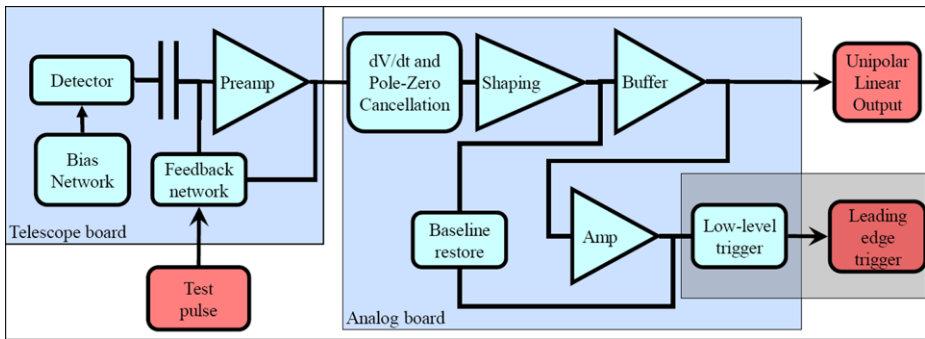 Detector
Bias
Network
Preamp
Feedback
network
Telescope board
Test
pulse
dV/dt and
Pole-Zero
Cancellation
Shaping
Buffer
Baseline
restore
Amp
Analog board
Unipolar
Linear
Output
Low-level
trigger
Leading
edge
trigger